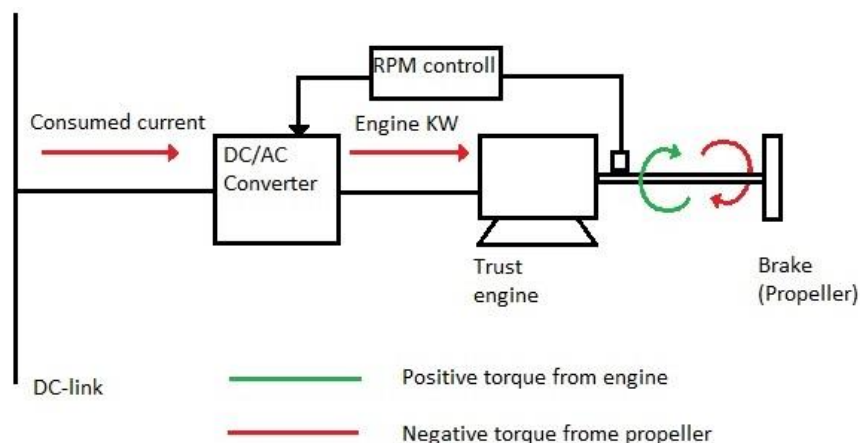 RPM controll
Consumed current
Engine KW
DC/AC
Converter
Trust
engine
Brake
(Propeller)
DC-link
Positive torque from engine
Negative torque frome propeller